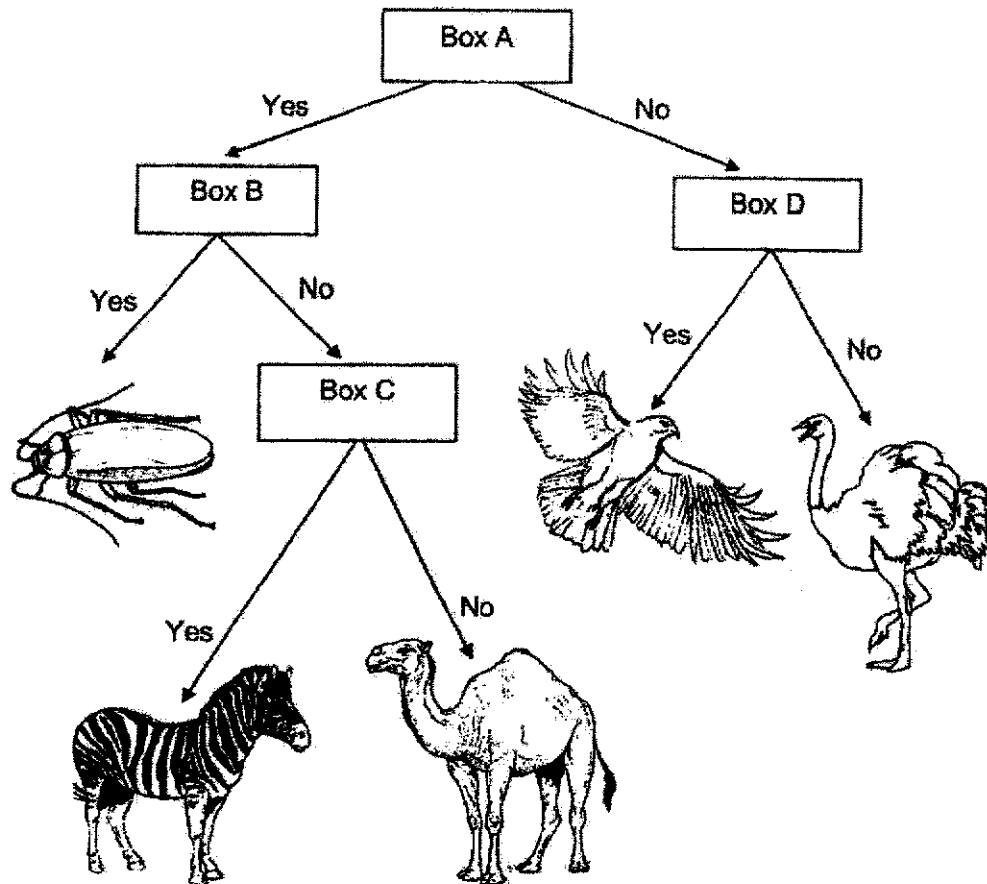 Box A
Yes
No
Box B
Box D
Yes
No
Yes
No
Box C
Yes
No